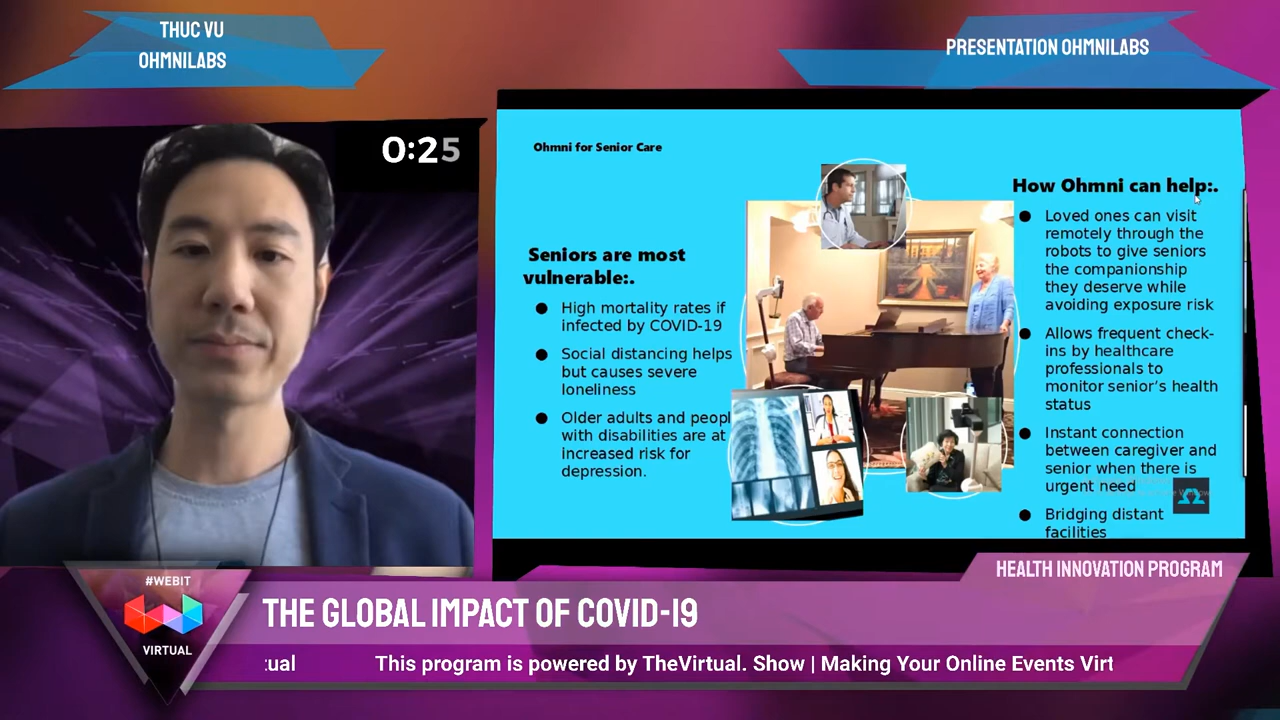 THUC VU
OHMNILABS
PRESENTATION OHMNILABS
0:25
Ohmni for Senior Care
Seniors are most
vulnerable:.
● High mortality rates if
infected by COVID-19
● Social distancing helps
but causes severe
loneliness
● Older adults and peopl
with disabilities are at
increased risk for
depression.
How Ohmni can help:.
● Loved ones can visit
remotely through the
robots to give seniors
the companionship
they deserve while
avoiding exposure risk
● Allows frequent check-
ins by healthcare
professionals to
monitor senior's health
status
● Instant connection
between caregiver and
senior when there is
urgent need
● Bridging distant
facilities
HEALTH INNOVATION PROGRAM
#WEBIT
VIRTUAL
THE GLOBAL IMPACT OF COVID-19
:ual This program is powered by TheVirtual. Show | Making Your Online Events Virt